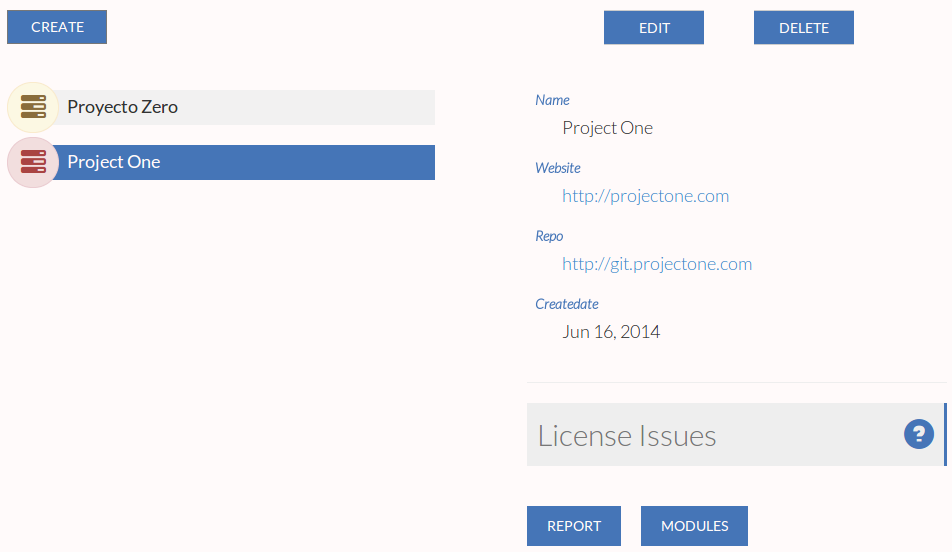 CREATE
EDIT
DELETE
Proyecto Zero
Project One
Name
Project One
Website
http://projectone.com
Repo
http://git.projectone.com
Createdate
Jun 16, 2014
License Issues
?
REPORT
MODULES